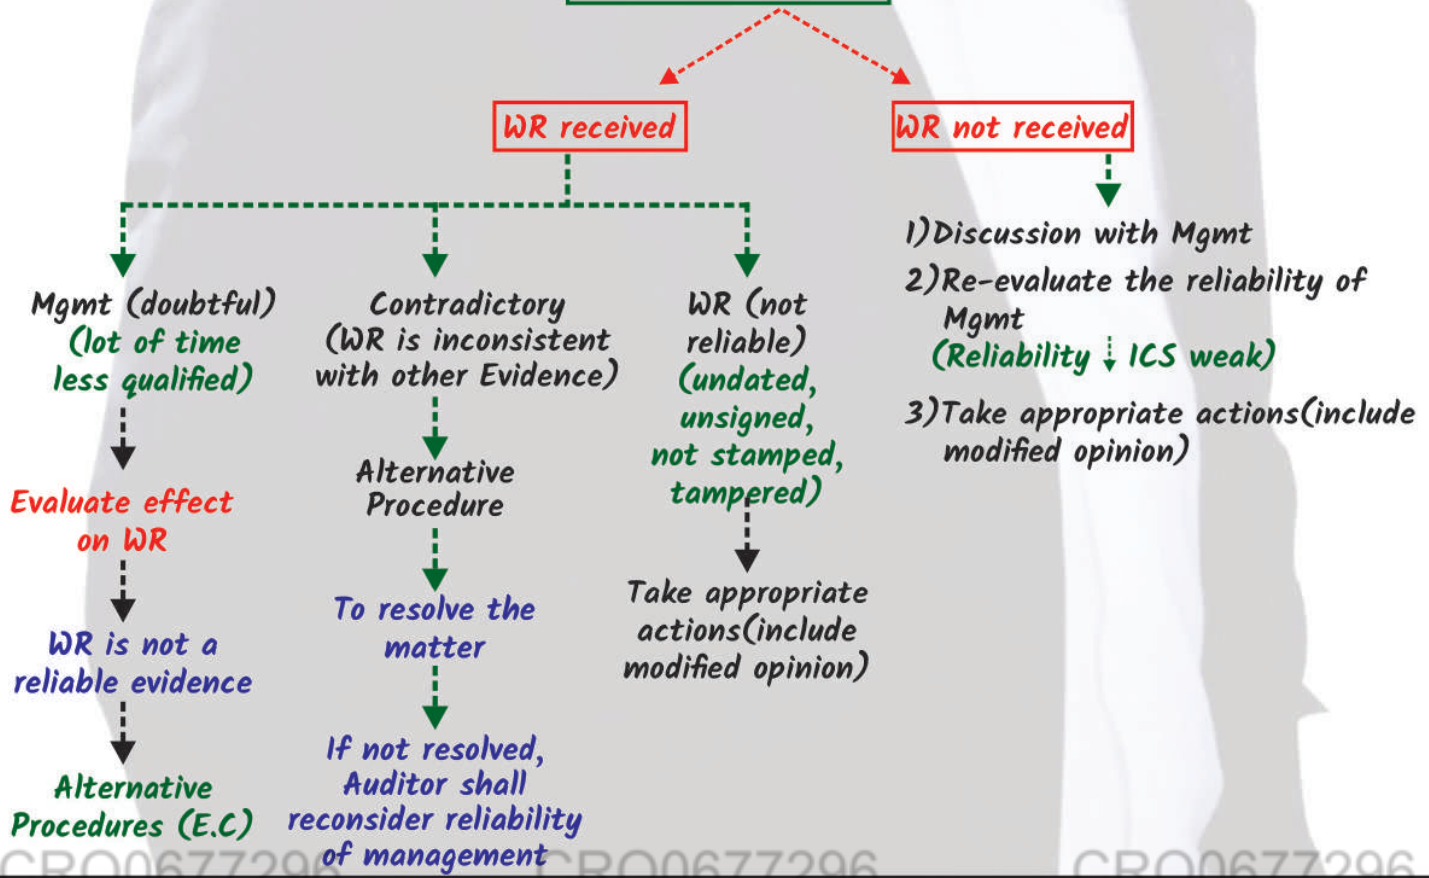 WR received
WR not received
Mgmt (doubtful)
(lot of time
less qualified)
Evaluate effect
on WR
WR is not a
reliable evidence
Alternative
Procedures (E.C)
Contradictory
(WR is inconsistent
with other Evidence)
Alternative
Procedure
To resolve the
matter
If not resolved,
Auditor shall
reconsider reliability
of management
WR (not
reliable)
(undated,
unsigned,
not stamped,
tampered)
Take appropriate
actions(include
modified opinion)
1)Discussion with Mgmt
2)Re-evaluate the reliability of
Mgmt
(Reliability ↓ ICS weak)
3)Take appropriate actions(include
modified opinion)
CRO0677296 CRO0677296 CRO0677296